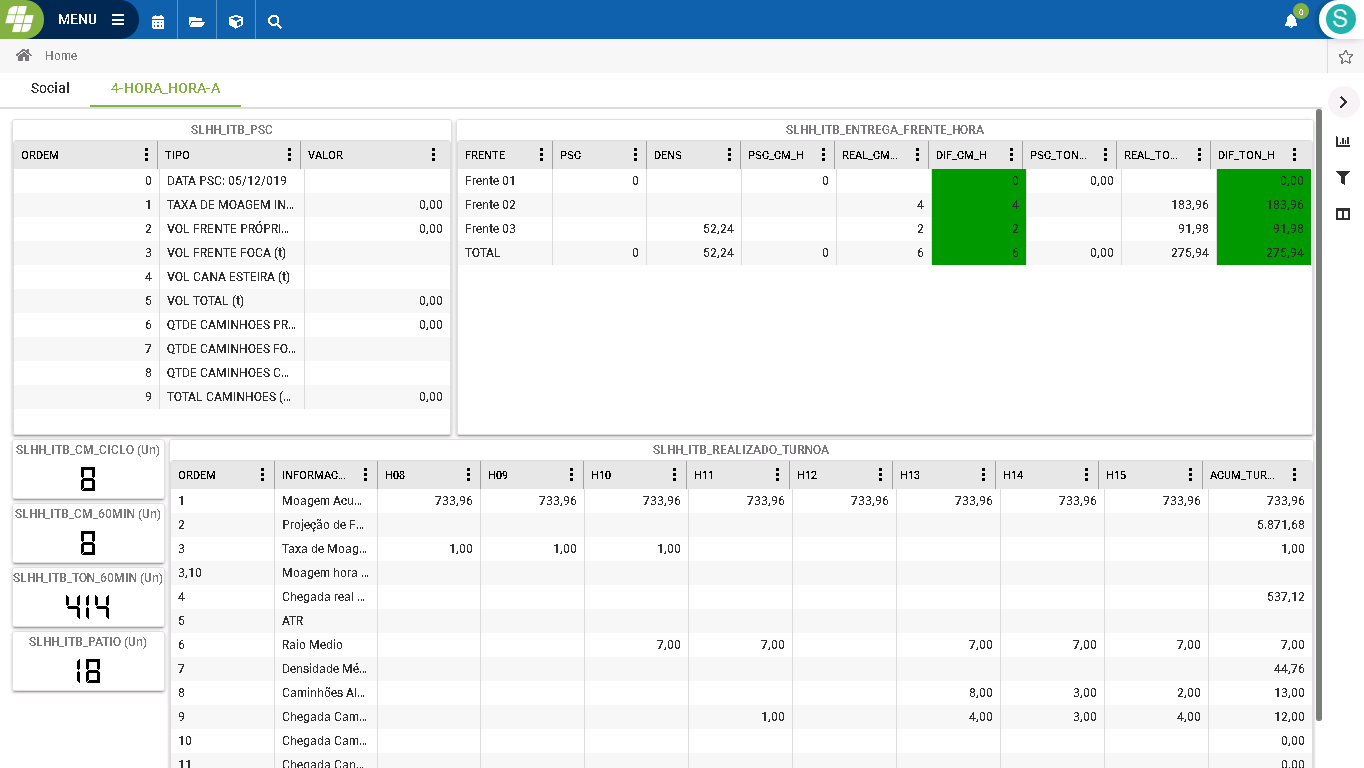 MENU
0
S
Home
Social 4-HORA_HORA-A
SLHH_ITB_PSC
ORDEM TIPO VALOR
0 DATA PSC: 05/12/019
1 TAXA DE MOAGEM IN... 0,00
2 VOL FRENTE PRÓPRI... 0,00
3 VOL FRENTE FOCA (t)
4 VOL CANA ESTEIRA (t)
5 VOL TOTAL (t) 0,00
6 QTDE CAMINHOES PR... 0,00
7 QTDE CAMINHOES FO...
8 QTDE CAMINHOES C...
9 TOTAL CAMINHOES (... 0,00
SLHH_ITB_ENTREGA_FRENTE_HORA
FRENTE PSC DENS PSC_CM_H REAL_CM... DIF_CM_H PSC_TON... REAL_TO... DIF_TON_H
Frente 01 0 0 0 0,00 0,00
Frente 02 4 4 183,96 183,96
Frente 03 52,24 2 2 91,98 91,98
TOTAL 0 52,24 0 6 6 0,00 275,94 275,94
SLHH_ITB_CM_CICLO (Un)
8
SLHH_ITB_CM_60MIN (Un)
8
SLHH_ITB_TON_60MIN (Un)
414
SLHH_ITB_PATIO (Un)
18
SLHH_ITB_REALIZADO_TURNOA
ORDEM INFORMAC... H08 H09 H10 H11 H12 H13 H14 H15 ACUM_TUR...
1 Moagem Acu... 733,96 733,96 733,96 733,96 733,96 733,96 733,96 733,96 733,96
2 Projeção de F... 5.871,68
3 Taxa de Moag... 1,00 1,00 1,00 1,00
3,10 Moagem hora ...
4 Chegada real ... 537,12
5 ATR
6 Raio Medio 7,00 7,00 7,00 7,00 7,00 7,00
7 Densidade Mé... 44,76
8 Caminhões Al... 8,00 3,00 2,00 13,00
9 Chegada Cam... 1,00 4,00 3,00 4,00 12,00
10 Chegada Cam... 0,00
11 Chegada Can... 0,00